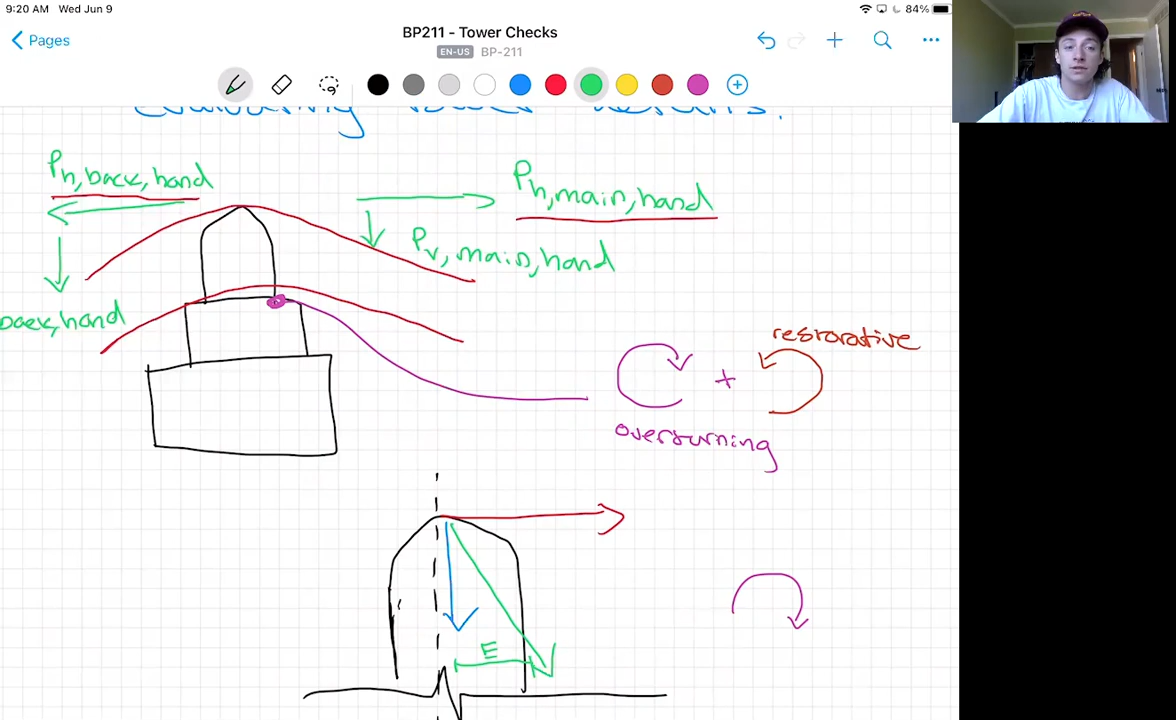 9:20 AM Wed Jun 9
84%
Pages
BP211 - Tower Checks
EN-US BP-211
Ph,back,hand
Ph,main,hand
Pv,main,hand
back,hand
restorative
+
overturning
E